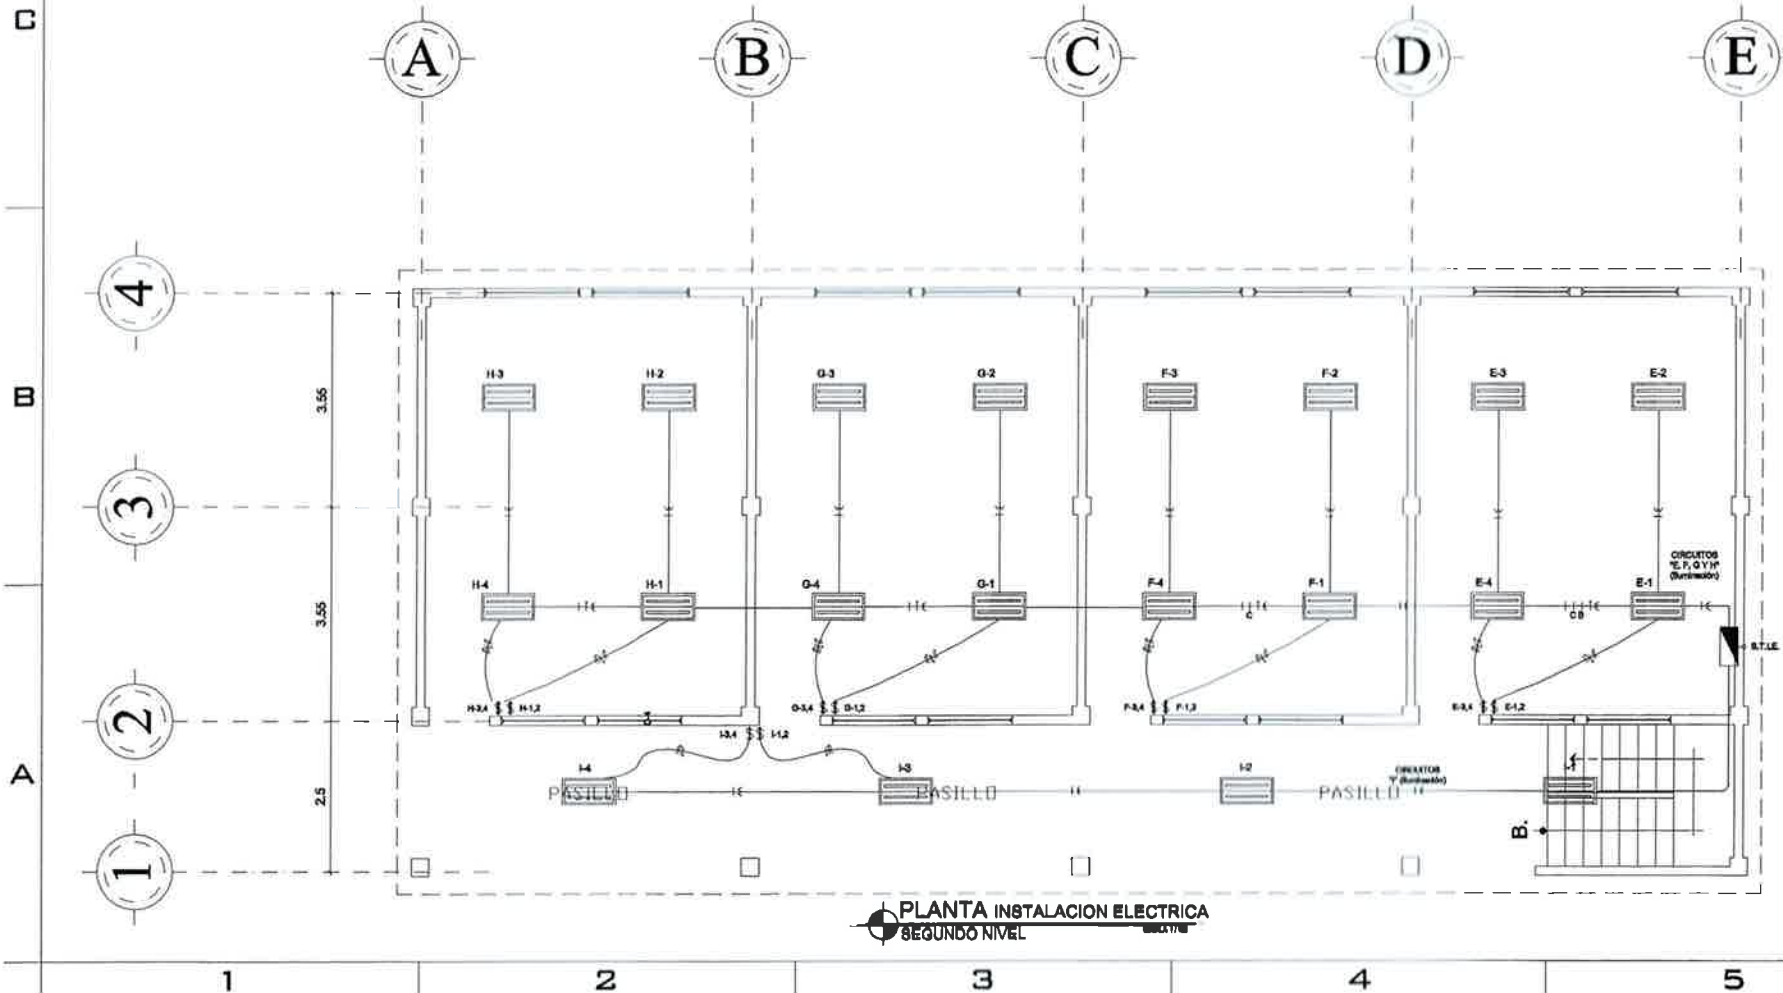 C
A B C D E
4
H-3 H-2 G-3 G-2 F-3 F-2 E-3 E-2
B
3.55
3
CIRCUITOS
"E, F, G Y H"
(Iluminación)
H-4 H-1 G-4 G-1 F-4 F-1 E-4 E-1
3.55
C C B
S.T.I.E.
H-3,4 H-1,2 G-3,4 G-1,2 F-3,4 F-1,2 E-3,4 E-1,2
2
I-3,4 I-1,2
I-4 I-3 I-2 I-1
CIRCUITOS
"I" (Iluminación)
A
2.5
PASILLO PASILLO PASILLO
B.
1
PLANTA INSTALACION ELECTRICA
SEGUNDO NIVEL
1 2 3 4 5